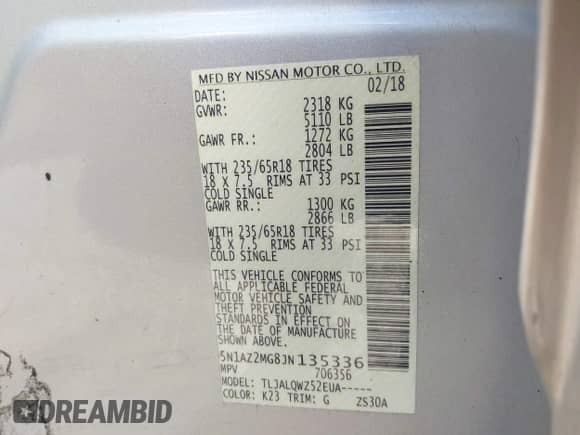 MFD BY NISSAN MOTOR CO., LTD.
DATE: 02/18
GVWR: 2318 KG
5110 LB
GAWR FR.: 1272 KG
2804 LB
WITH 235/65R18 TIRES
18 X 7.5 RIMS AT 33 PSI
COLD SINGLE
GAWR RR.: 1300 KG
2866 LB
WITH 235/65R18 TIRES
18 X 7.5 RIMS AT 33 PSI
COLD SINGLE
THIS VEHICLE CONFORMS TO
ALL APPLICABLE FEDERAL
MOTOR VEHICLE SAFETY AND
THEFT PREVENTION
STANDARDS IN EFFECT ON
THE DATE OF MANUFACTURE
SHOWN ABOVE.
5N1AZ2MG8JN135336
MPV 706356
MODEL: TLJALQWZ52EUA-----
COLOR: K23 TRIM: G ZS30A
DREAMBID